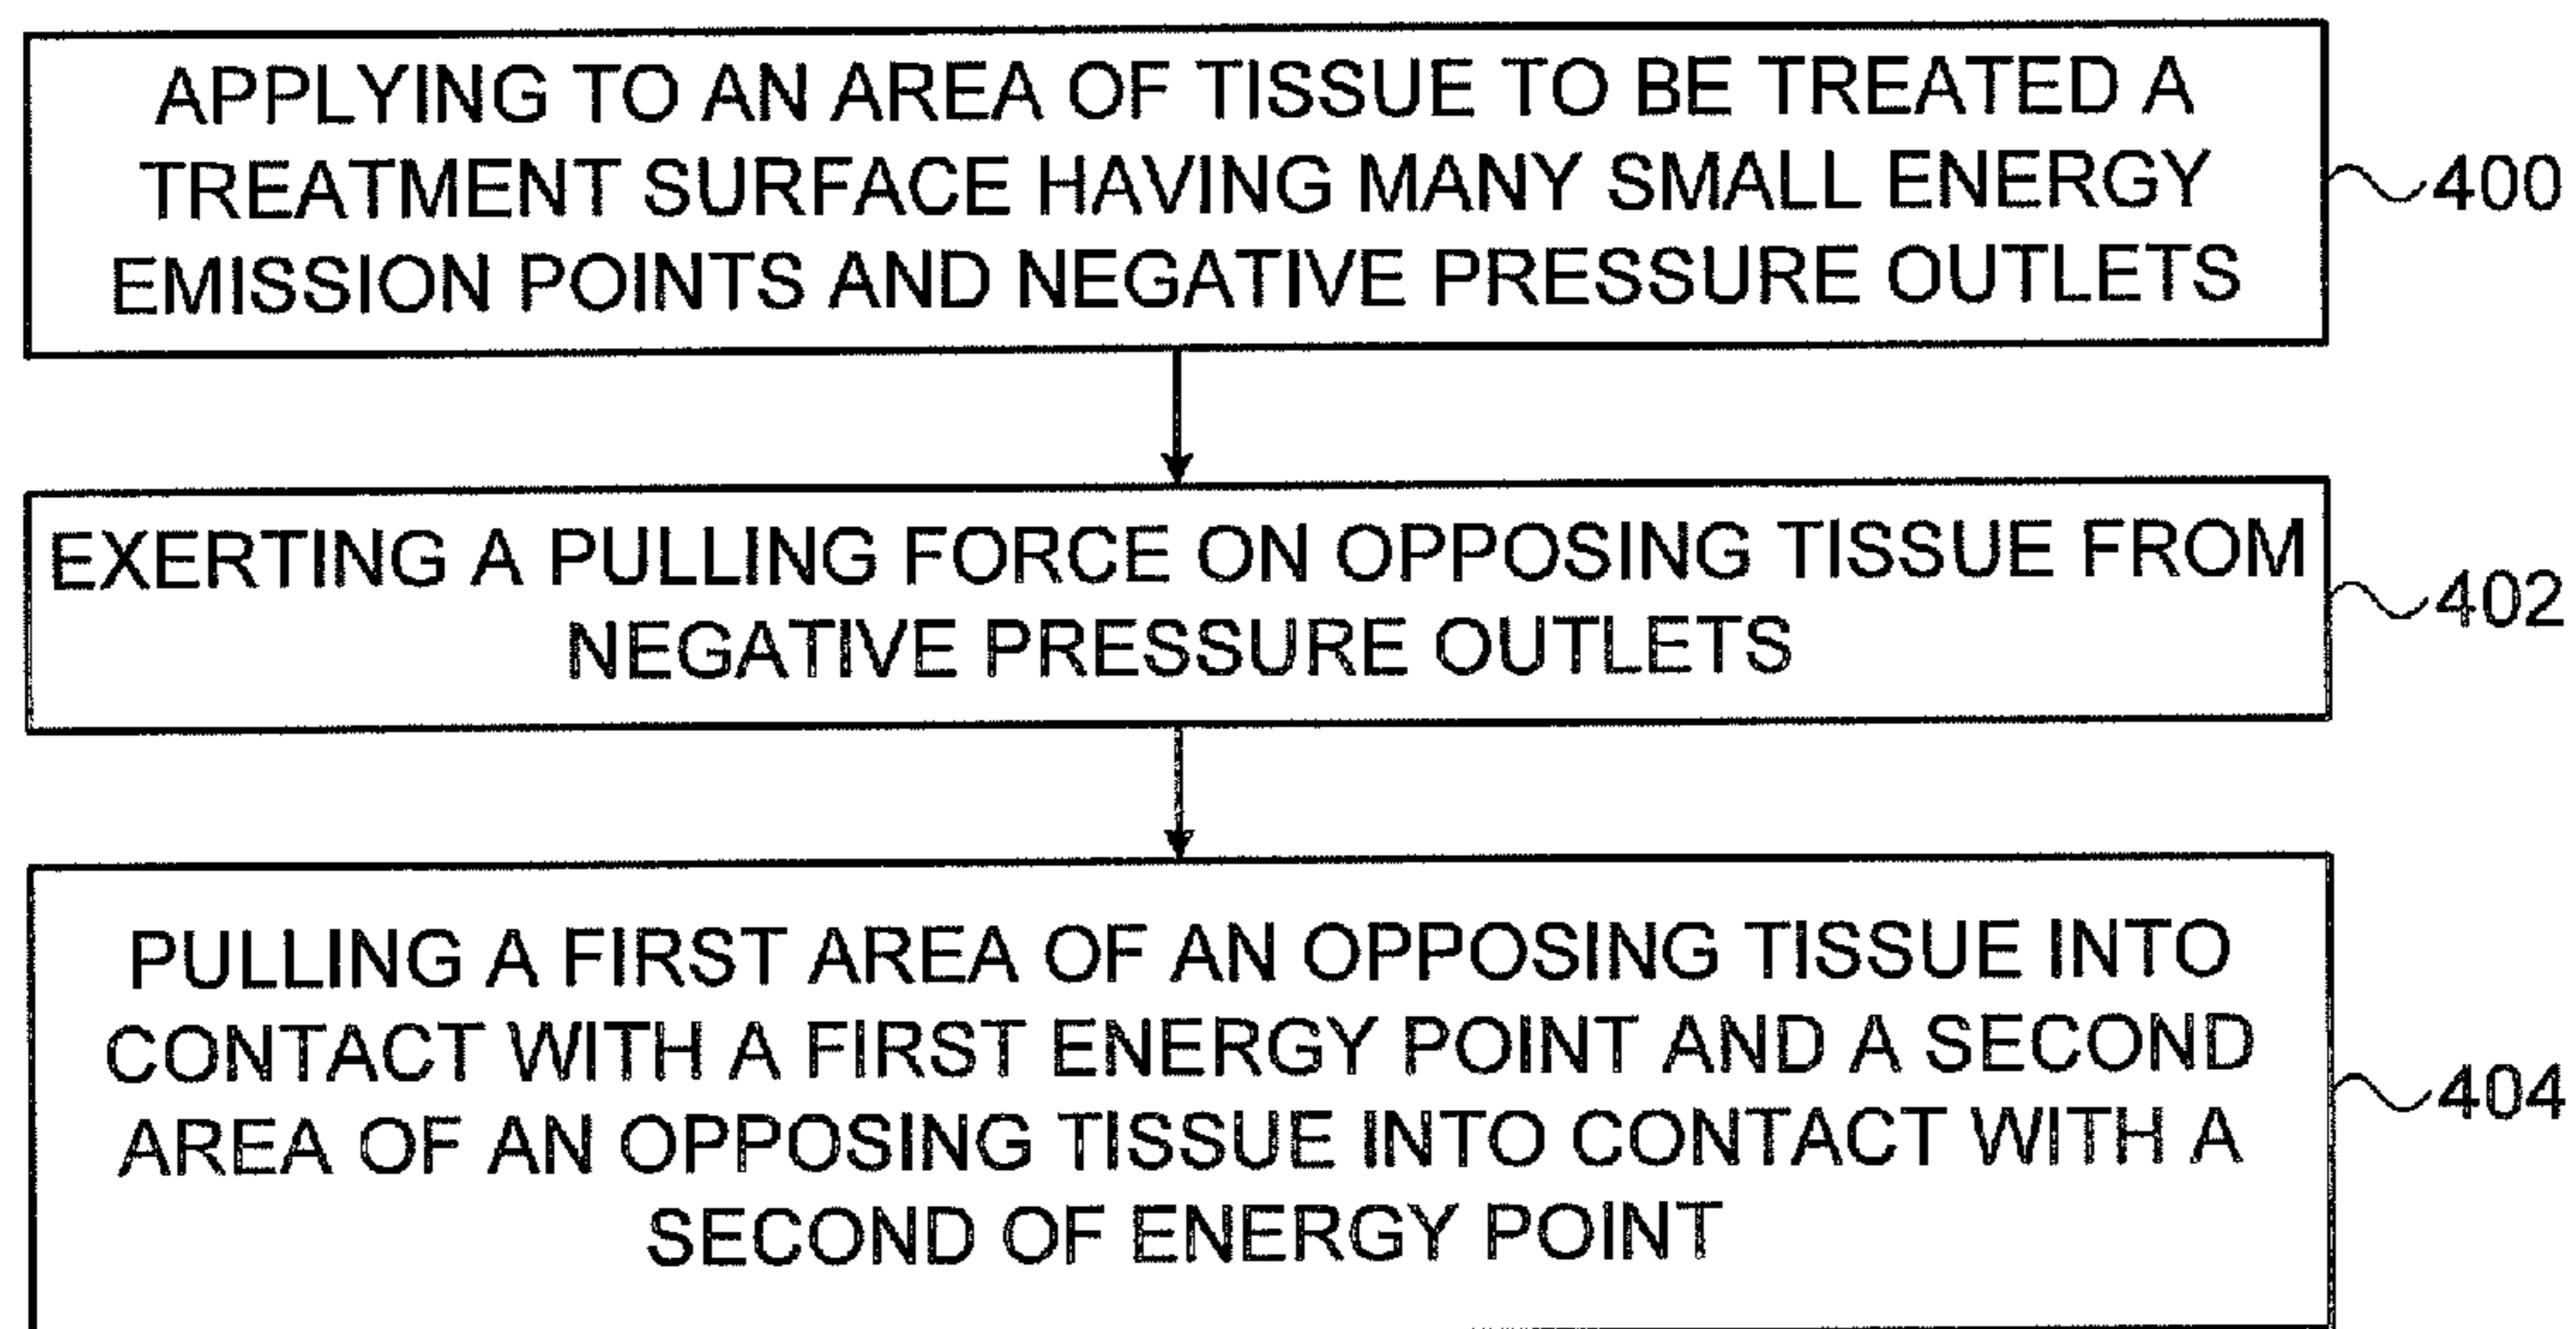 APPLYING TO AN AREA OF TISSUE TO BE TREATED A
TREATMENT SURFACE HAVING MANY SMALL ENERGY
EMISSION POINTS AND NEGATIVE PRESSURE OUTLETS
400
EXERTING A PULLING FORCE ON OPPOSING TISSUE FROM
NEGATIVE PRESSURE OUTLETS
402
PULLING A FIRST AREA OF AN OPPOSING TISSUE INTO
CONTACT WITH A FIRST ENERGY POINT AND A SECOND
AREA OF AN OPPOSING TISSUE INTO CONTACT WITH A
SECOND OF ENERGY POINT
404